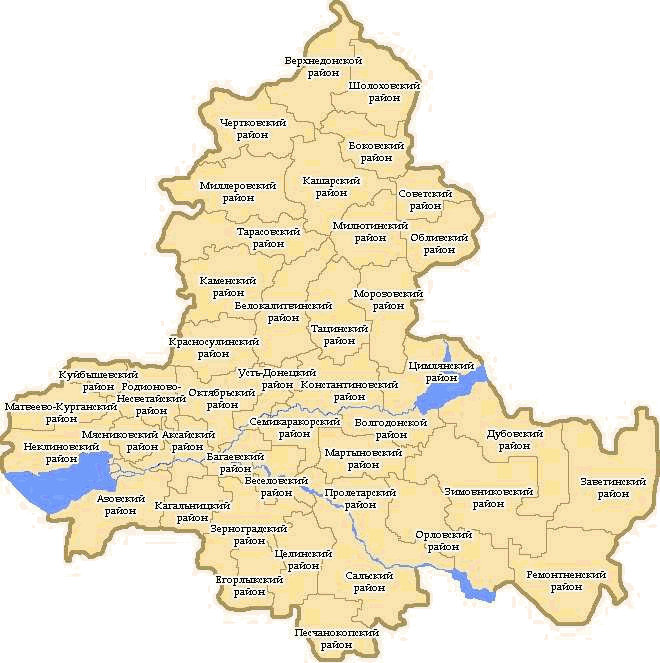 Верхнедонской
район
Шолоховский
район
Чертковский
район
Боковский
район
Кашарский
район
Миллеровский
район
Советский
район
Милютинский
район
Тарасовский
район
Обливский
район
Каменский
район
Морозовский
район
Белокалитвинский
район
Тацинский
район
Красносулинский
район
Цимлянский
район
Куйбышевский
район
Усть-Донецкий
район
Родионово-
Несветайский
район
Константиновский
район
Октябрьский
район
Матвеево-Курганский
район
Семикаракорский
район
Волгодонской
район
Мясниковский
район
Аксайский
район
Дубовский
район
Неклиновский
район
Багаевский
район
Мартыновский
район
Веселовский
район
Заветинский
район
Пролетарский
район
Зимовниковский
район
Азовский
район
Кагальницкий
район
Зерноградский
район
Орловский
район
Целинский
район
Егорлыкский
район
Сальский
район
Ремонтненский
район
Песчанокопский
район